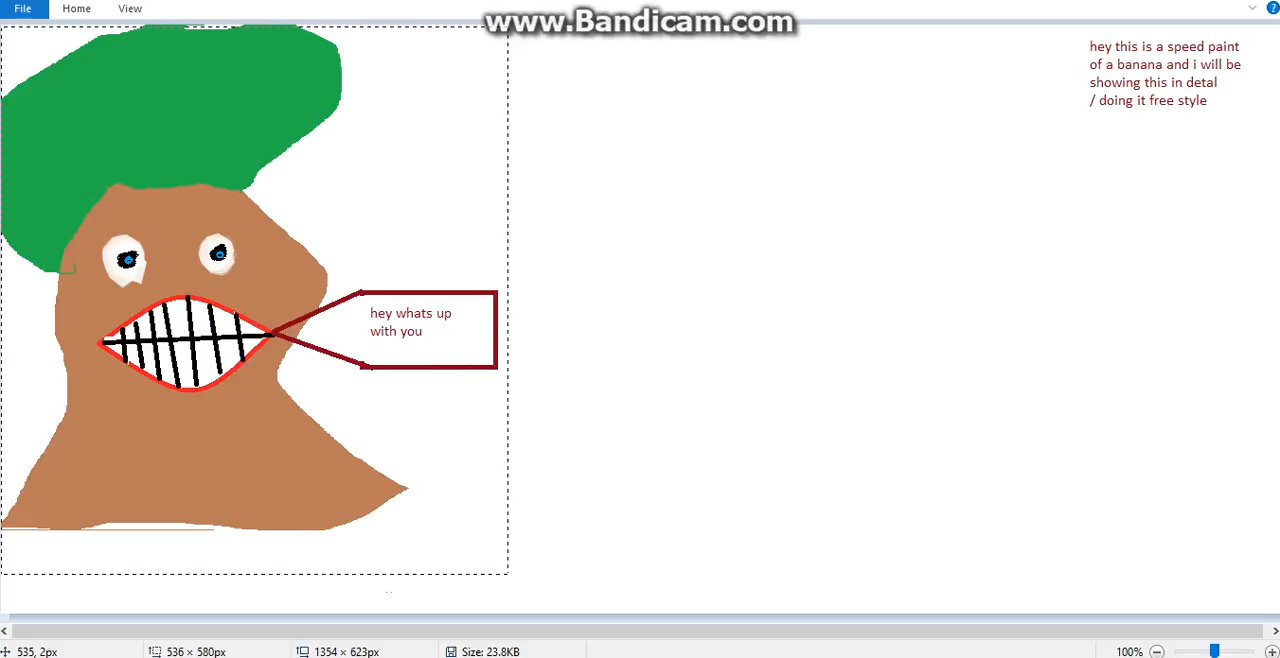 www.Bandicam.com
File Home View
hey this is a speed paint
of a banana and i will be
showing this in detal
/ doing it free style
hey whats up
with you
535, 2px 536 × 580px 1354 × 623px Size: 23.8KB 100%